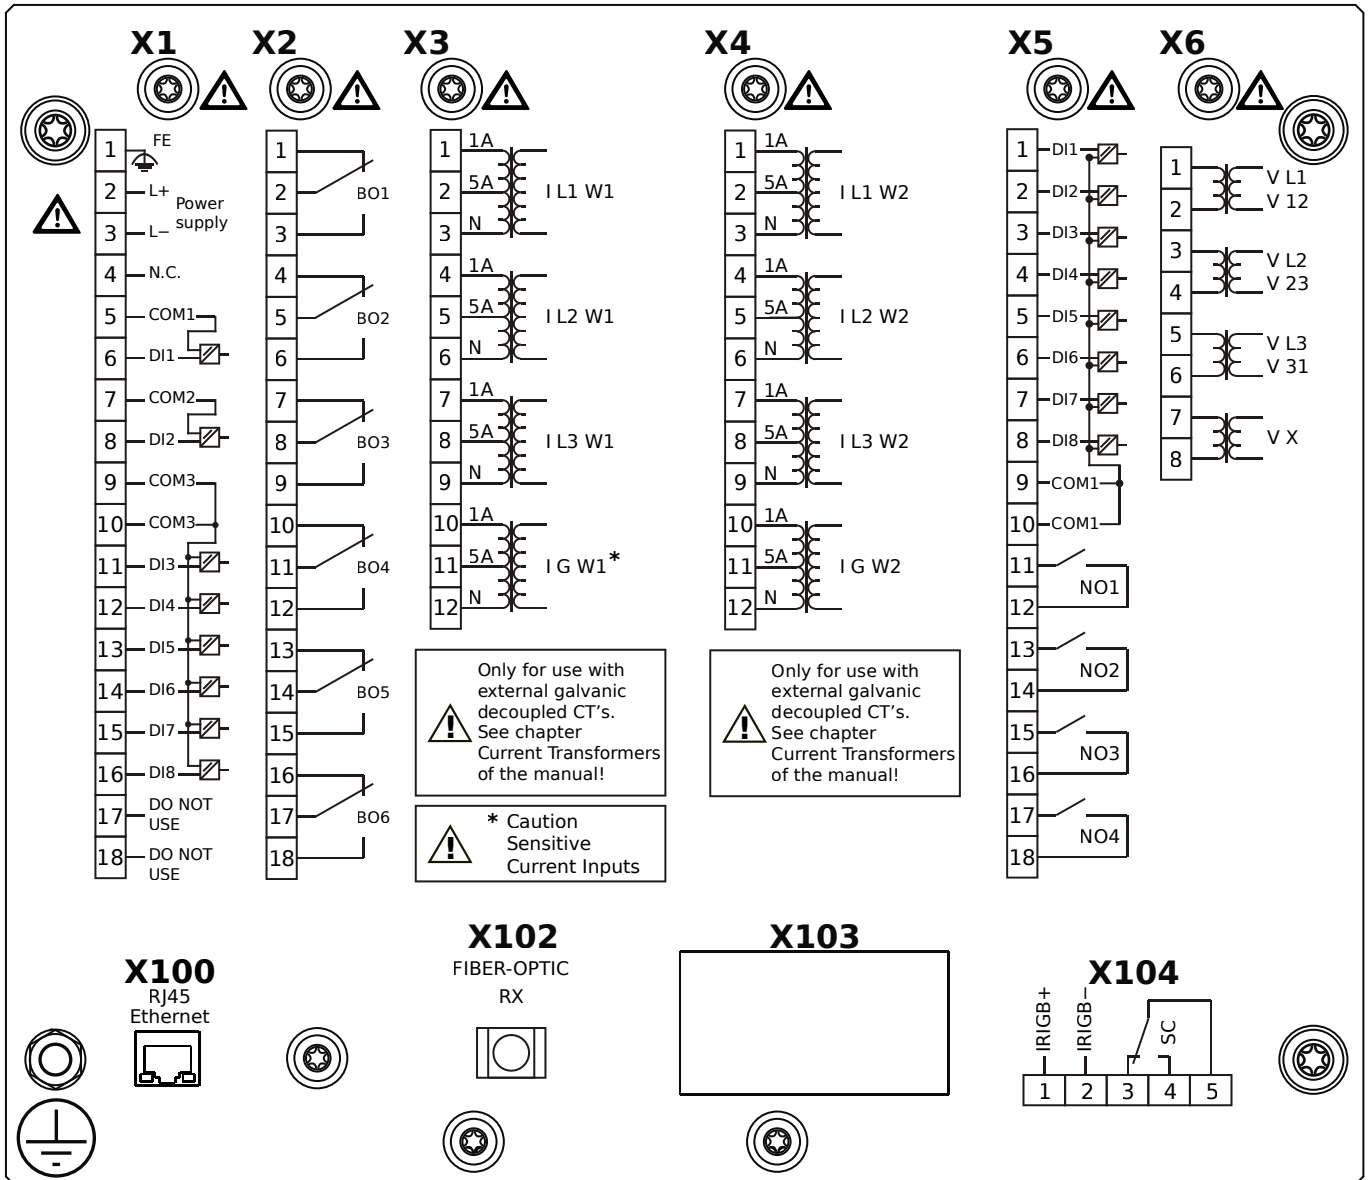 X1
1 FE
2 L+ Power
3 L− supply
4 N.C.
5 COM1
6 DI1
7 COM2
8 DI2
9 COM3
10 COM3
11 DI3
12 DI4
13 DI5
14 DI6
15 DI7
16 DI8
17 DO NOT
USE
18 DO NOT
USE
X2
1
2 BO1
3
4
5 BO2
6
7
8 BO3
9
10
11 BO4
12
13
14 BO5
15
16
17 BO6
18
X3
1 1A
2 5A I L1 W1
3 N
4 1A
5 5A I L2 W1
6 N
7 1A
8 5A I L3 W1
9 N
10 1A
11 5A I G W1*
12 N
Only for use with
external galvanic
decoupled CT's.
See chapter
Current Transformers
of the manual!
* Caution
Sensitive
Current Inputs
X4
1 1A
2 5A I L1 W2
3 N
4 1A
5 5A I L2 W2
6 N
7 1A
8 5A I L3 W2
9 N
10 1A
11 5A I G W2
12 N
Only for use with
external galvanic
decoupled CT's.
See chapter
Current Transformers
of the manual!
X5
1 DI1
2 DI2
3 DI3
4 DI4
5 DI5
6 DI6
7 DI7
8 DI8
9 COM1
10 COM1
11
NO1
12
13
NO2
14
15
NO3
16
17
NO4
18
X6
1 V L1
2 V 12
3 V L2
4 V 23
5 V L3
6 V 31
7
V X
8
X100
RJ45
Ethernet
X102
FIBER-OPTIC
RX
X103
X104
IRIGB+
IRIGB−
SC
1 2 3 4 5